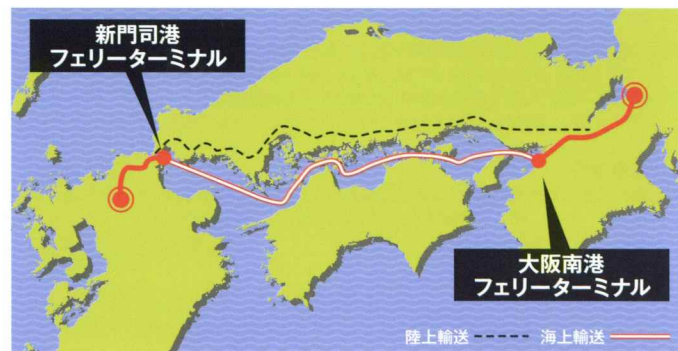 新門司港
フェリーターミナル
大阪南港
フェリーターミナル
陸上輸送
海上輸送